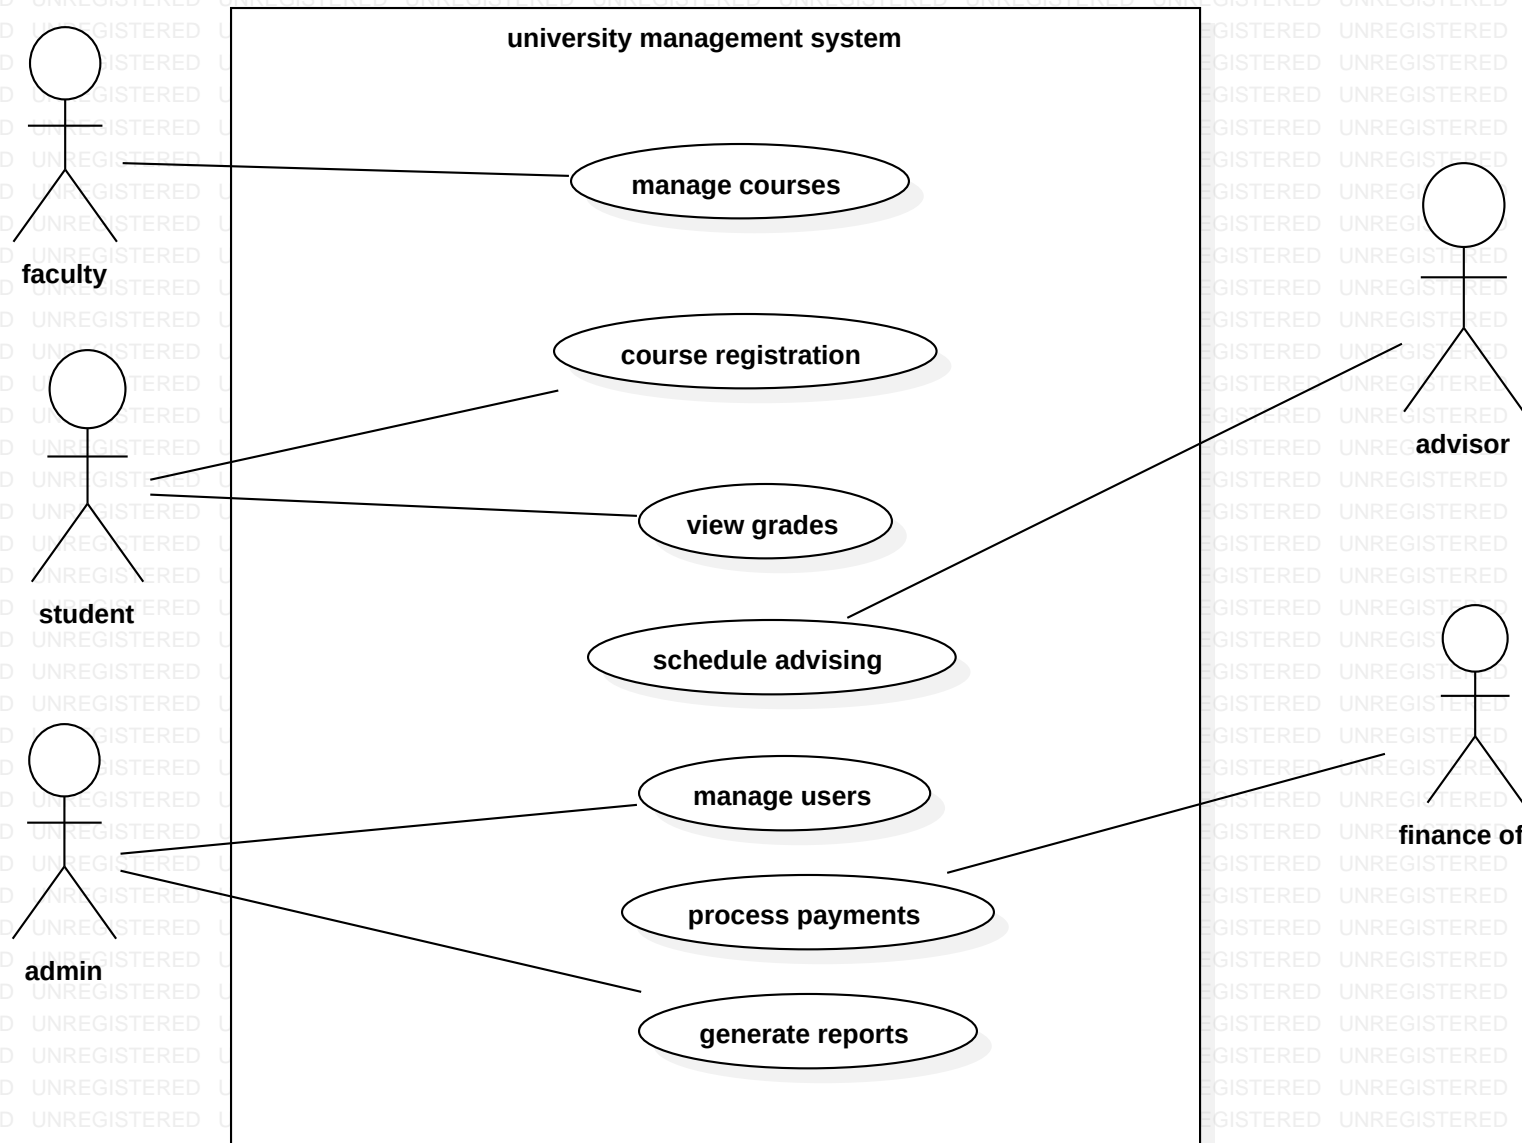 university management system
manage courses
faculty
course registration
advisor
view grades
student
schedule advising
manage users
finance of
process payments
admin
generate reports
UNREGISTERED